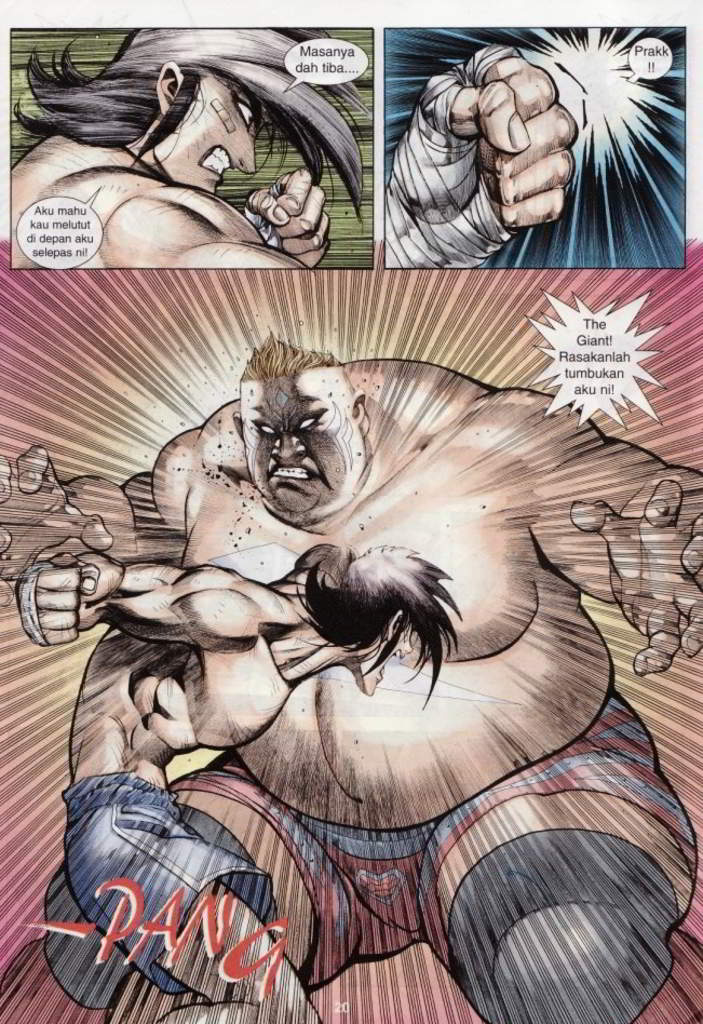 Masanya
dah tiba....
Aku mahu
kau melutut
di depan aku
selepas ni!
Prakk
!!
The
Giant!
Rasakanlah
tumbukan
aku ni!
-PANG
20